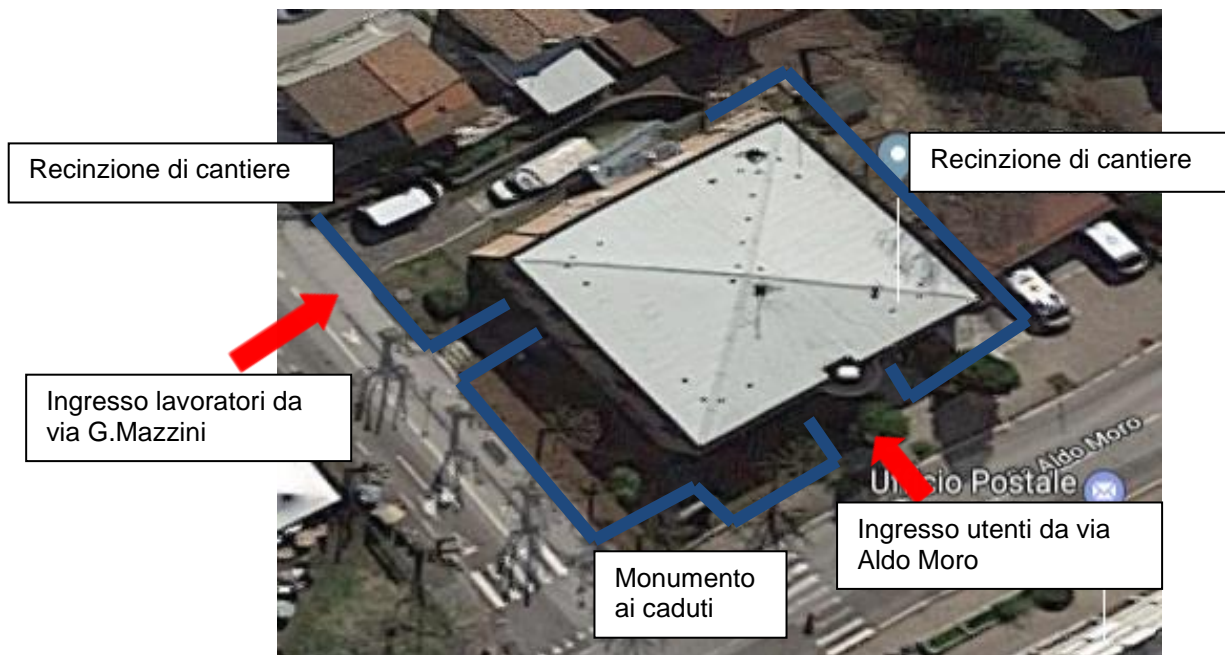 Recinzione di cantiere
Recinzione di cantiere
Ingresso lavoratori da
via G.Mazzini
Aldo Moro
Ufficio Postale
Ingresso utenti da via
Aldo Moro
Monumento
ai caduti